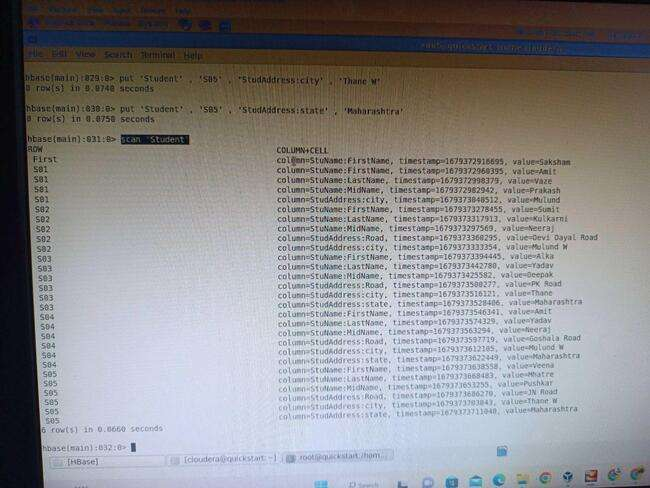 File Edit View Search Terminal Help
hbase(main):029:0> put 'Student' , 'S05' , 'StudAddress:city' , 'Thane W'
0 row(s) in 0.0740 seconds
hbase(main):030:0> put 'Student' , 'S05' , 'StudAddress:state' , 'Maharashtra'
0 row(s) in 0.0750 seconds
hbase(main):031:0> scan 'Student'
ROW COLUMN+CELL
First column=StuName:FirstName, timestamp=1679372916695, value=Saksham
S01 column=StuName:FirstName, timestamp=1679372960395, value=Amit
S01 column=StuName:LastName, timestamp=1679372998379, value=Vaze
S01 column=StuName:MidName, timestamp=1679372982942, value=Prakash
S01 column=StudAddress:city, timestamp=1679373048512, value=Mulund
S02 column=StuName:FirstName, timestamp=1679373278455, value=Sumit
S02 column=StuName:LastName, timestamp=1679373317913, value=Kulkarni
S02 column=StuName:MidName, timestamp=1679373297569, value=Neeraj
S02 column=StudAddress:Road, timestamp=1679373360295, value=Devi Dayal Road
S02 column=StudAddress:city, timestamp=1679373333354, value=Mulund W
S03 column=StuName:FirstName, timestamp=1679373394445, value=Alka
S03 column=StuName:LastName, timestamp=1679373442780, value=Yadav
S03 column=StuName:MidName, timestamp=1679373425582, value=Deepak
S03 column=StudAddress:Road, timestamp=1679373500277, value=PK Road
S03 column=StudAddress:city, timestamp=1679373516121, value=Thane
S03 column=StudAddress:state, timestamp=1679373528406, value=Maharashtra
S04 column=StuName:FirstName, timestamp=1679373546341, value=Amit
S04 column=StuName:LastName, timestamp=1679373574329, value=Yadav
S04 column=StuName:MidName, timestamp=1679373563294, value=Neeraj
S04 column=StudAddress:Road, timestamp=1679373597719, value=Goshala Road
S04 column=StudAddress:city, timestamp=1679373612105, value=Mulund W
S04 column=StudAddress:state, timestamp=1679373622449, value=Maharashtra
S05 column=StuName:FirstName, timestamp=1679373638558, value=Veena
S05 column=StuName:LastName, timestamp=1679373668483, value=Mhatre
S05 column=StuName:MidName, timestamp=1679373653255, value=Pushkar
S05 column=StudAddress:Road, timestamp=1679373686270, value=JN Road
S05 column=StudAddress:city, timestamp=1679373703843, value=Thane W
S05 column=StudAddress:state, timestamp=1679373711048, value=Maharashtra
6 row(s) in 0.0660 seconds
hbase(main):032:0>
[HBase] [cloudera@quickstart:~] root@quickstart:/hom...
Search